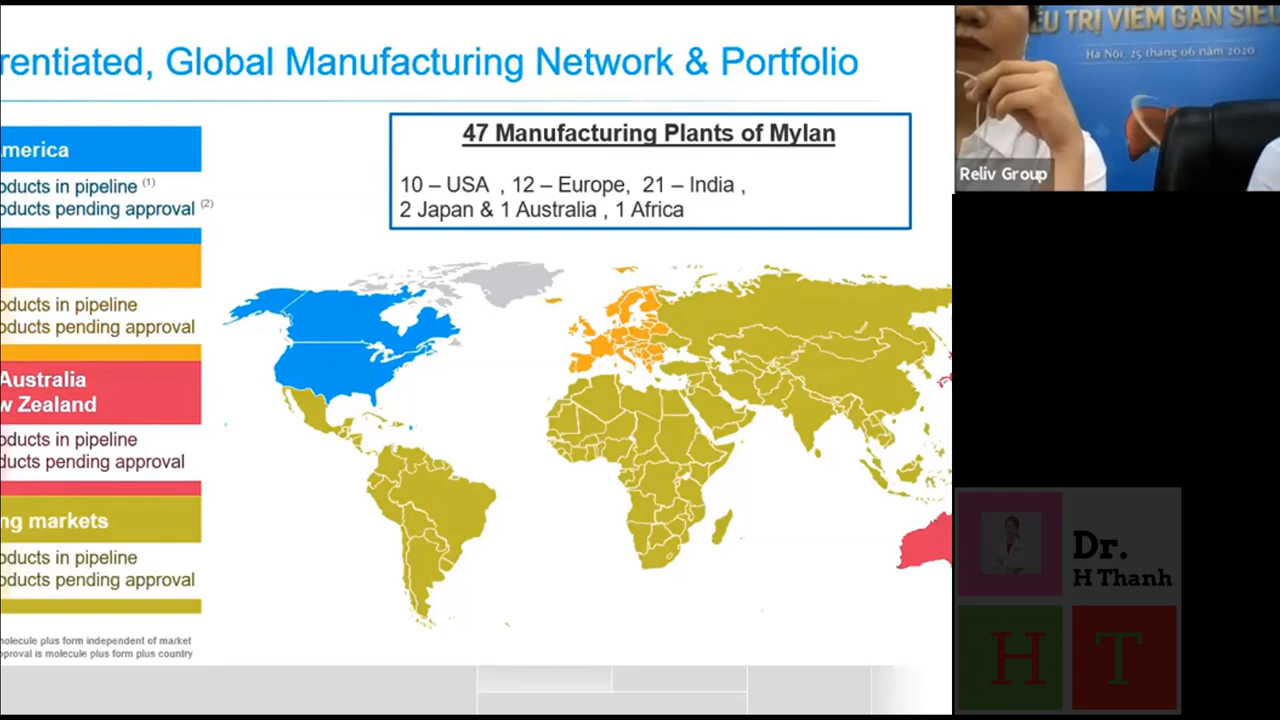 rentiated, Global Manufacturing Network & Portfolio
47 Manufacturing Plants of Mylan
10 – USA , 12 – Europe, 21 – India ,
2 Japan & 1 Australia , 1 Africa
merica
oducts in pipeline (1)
oducts pending approval (2)
oducts in pipeline
oducts pending approval
Australia
w Zealand
oducts in pipeline
ducts pending approval
ng markets
oducts in pipeline
oducts pending approval
molecule plus form independent of market
pproval is molecule plus form plus country
ỀU TRỊ VIÊM GAN SIÊU
Hà Nội, 25 tháng 06 năm 2020
Reliv Group
Dr.
H Thanh
H T